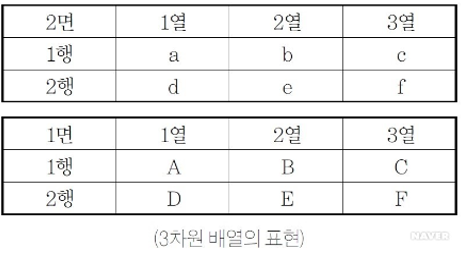 2면 1열 2열 3열
1행 a b c
2행 d e f
1면 1열 2열 3열
1행 A B C
2행 D E F
(3차원 배열의 표현)
NAVER